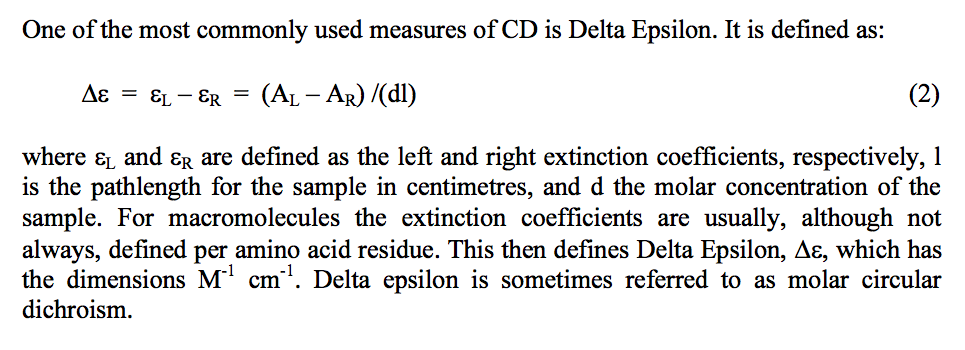 One of the most commonly used measures of CD is Delta Epsilon. It is defined as:
Δε = εL − εR = (AL − AR) /(dl) (2)
where εL and εR are defined as the left and right extinction coefficients, respectively, l
is the pathlength for the sample in centimetres, and d the molar concentration of the
sample. For macromolecules the extinction coefficients are usually, although not
always, defined per amino acid residue. This then defines Delta Epsilon, Δε, which has
the dimensions M⁻¹ cm⁻¹. Delta epsilon is sometimes referred to as molar circular
dichroism.